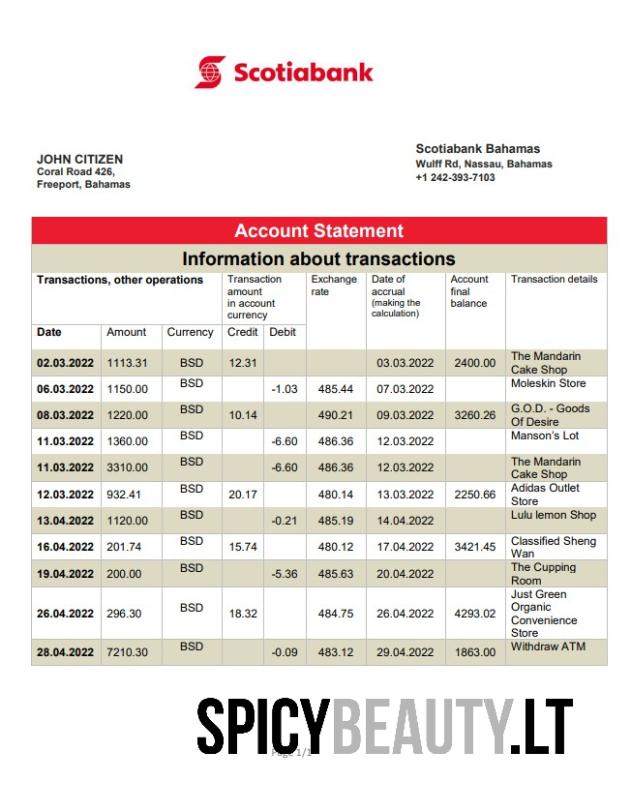 Scotiabank
JOHN CITIZEN
Coral Road 426,
Freeport, Bahamas
Scotiabank Bahamas
Wulff Rd, Nassau, Bahamas
+1 242-393-7103
Account Statement
Information about transactions
Transactions, other operations
Transaction
amount
in account
currency
Exchange
rate
Date of
accrual
(making the
calculation)
Account
final
balance
Transaction details
Date Amount Currency Credit Debit
02.03.2022 1113.31 BSD 12.31 03.03.2022 2400.00 The Mandarin
Cake Shop
06.03.2022 1150.00 BSD -1.03 485.44 07.03.2022 Moleskin Store
08.03.2022 1220.00 BSD 10.14 490.21 09.03.2022 3260.26 G.O.D. - Goods
Of Desire
11.03.2022 1360.00 BSD -6.60 486.36 12.03.2022 Manson's Lot
11.03.2022 3310.00 BSD -6.60 486.36 12.03.2022 The Mandarin
Cake Shop
12.03.2022 932.41 BSD 20.17 480.14 13.03.2022 2250.66 Adidas Outlet
Store
13.04.2022 1120.00 BSD -0.21 485.19 14.04.2022 Lulu lemon Shop
16.04.2022 201.74 BSD 15.74 480.12 17.04.2022 3421.45 Classified Sheng
Wan
19.04.2022 200.00 BSD -5.36 485.63 20.04.2022 The Cupping
Room
26.04.2022 296.30 BSD 18.32 484.75 26.04.2022 4293.02 Just Green
Organic
Convenience
Store
28.04.2022 7210.30 BSD -0.09 483.12 29.04.2022 1863.00 Withdraw ATM
SPICYBEAUTY.LT
Page 1/1